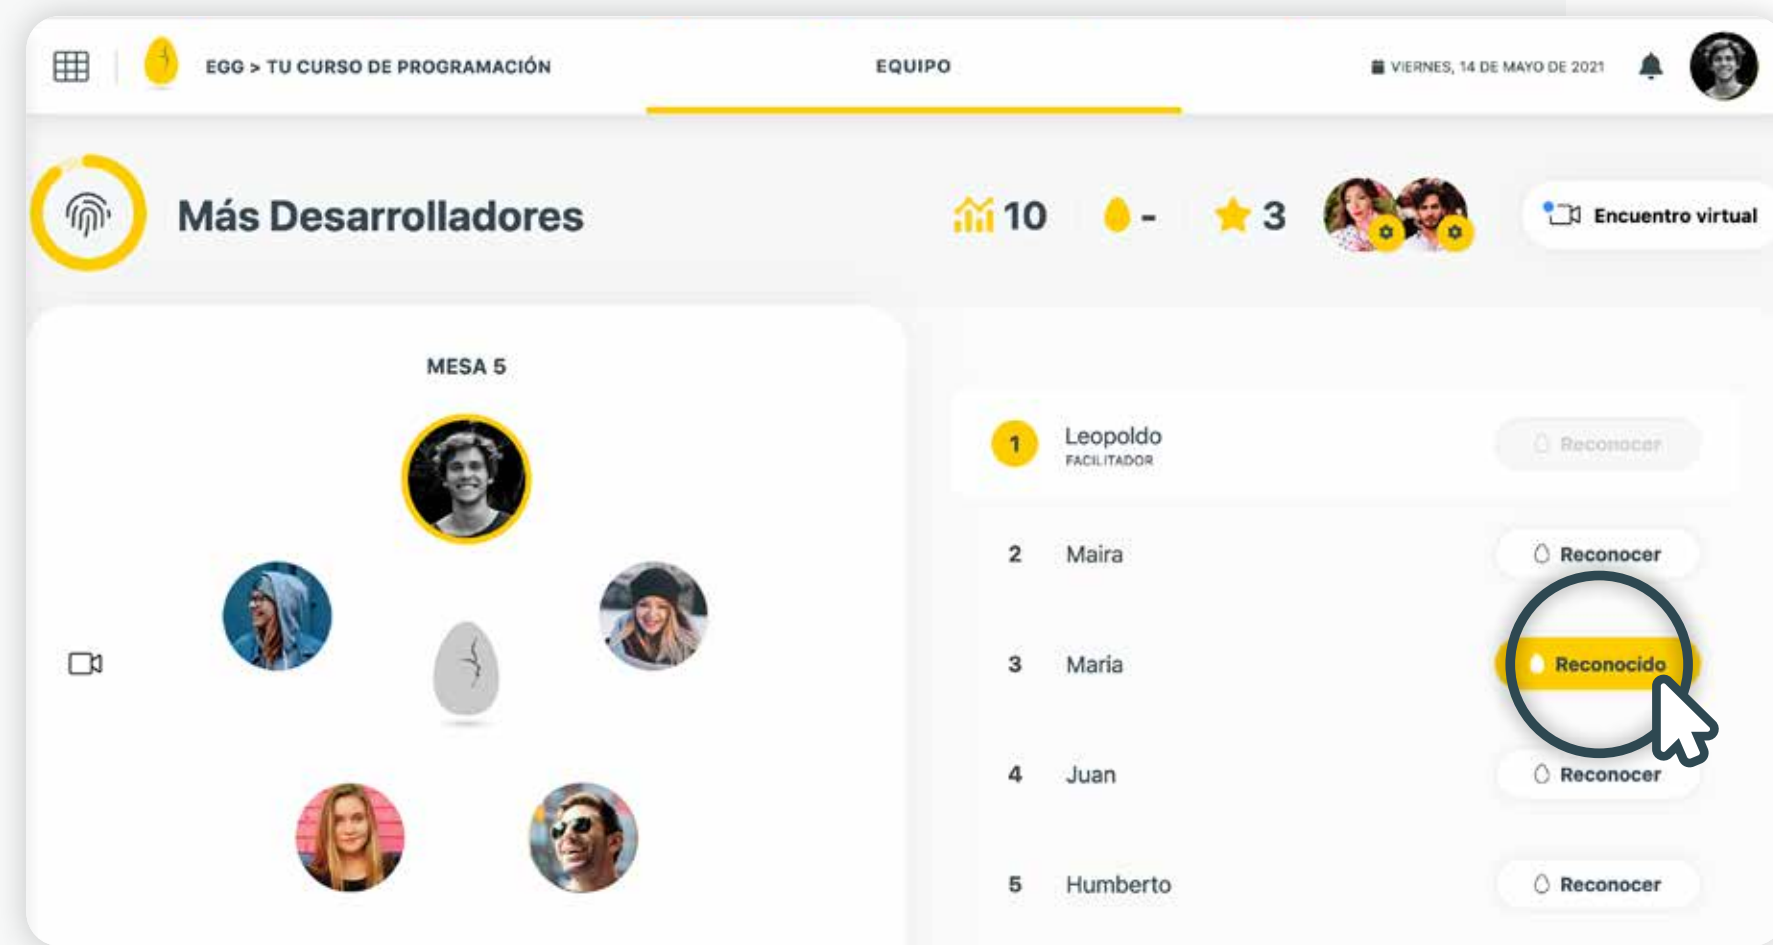 EGG > TU CURSO DE PROGRAMACIÓN
EQUIPO
VIERNES, 14 DE MAYO DE 2021
Más Desarrolladores
10
-
3
Encuentro virtual
MESA 5
1
Leopoldo
FACILITADOR
Reconocer
2
Maira
Reconocer
3
Maria
Reconocido
4
Juan
Reconocer
5
Humberto
Reconocer